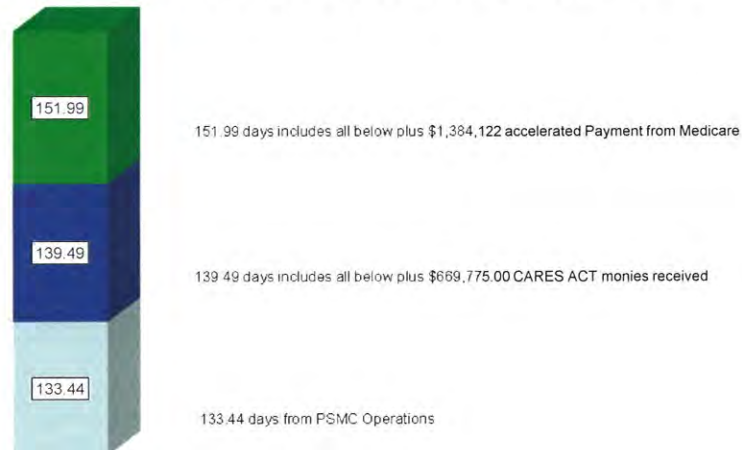 151.99
151.99 days includes all below plus $1,384,122 accelerated Payment from Medicare
139.49
139.49 days includes all below plus $669,775.00 CARES ACT monies received
133.44
133.44 days from PSMC Operations